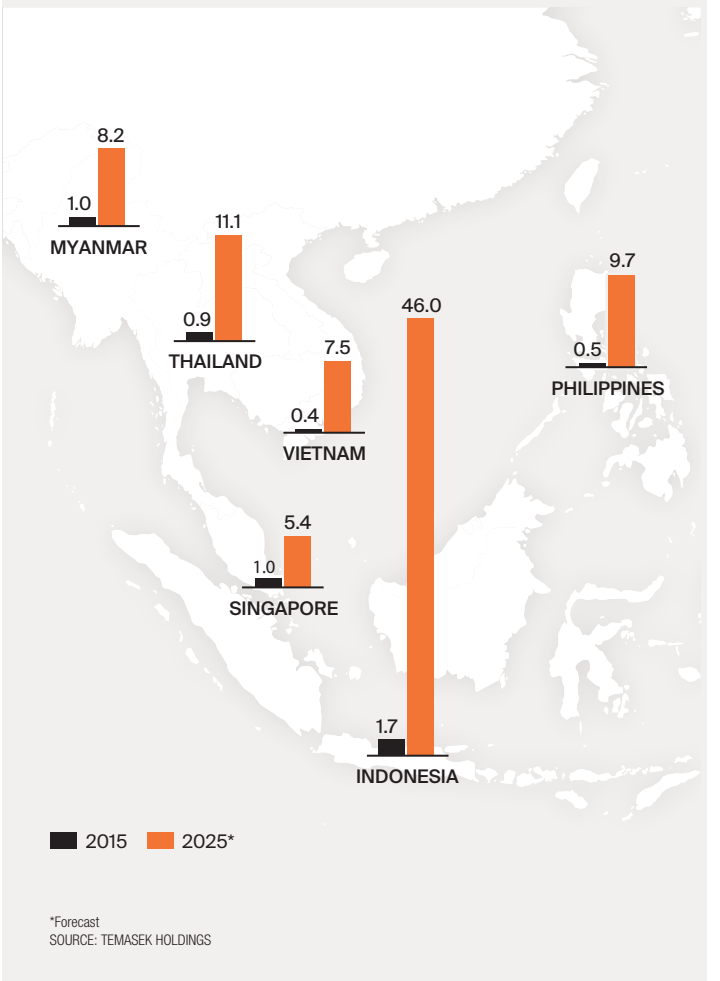 8.2
1.0
MYANMAR
11.1
0.9
THAILAND
9.7
0.5
PHILIPPINES
46.0
1.7
INDONESIA
7.5
0.4
VIETNAM
5.4
1.0
SINGAPORE
2015 2025*
*Forecast
SOURCE: TEMASEK HOLDINGS